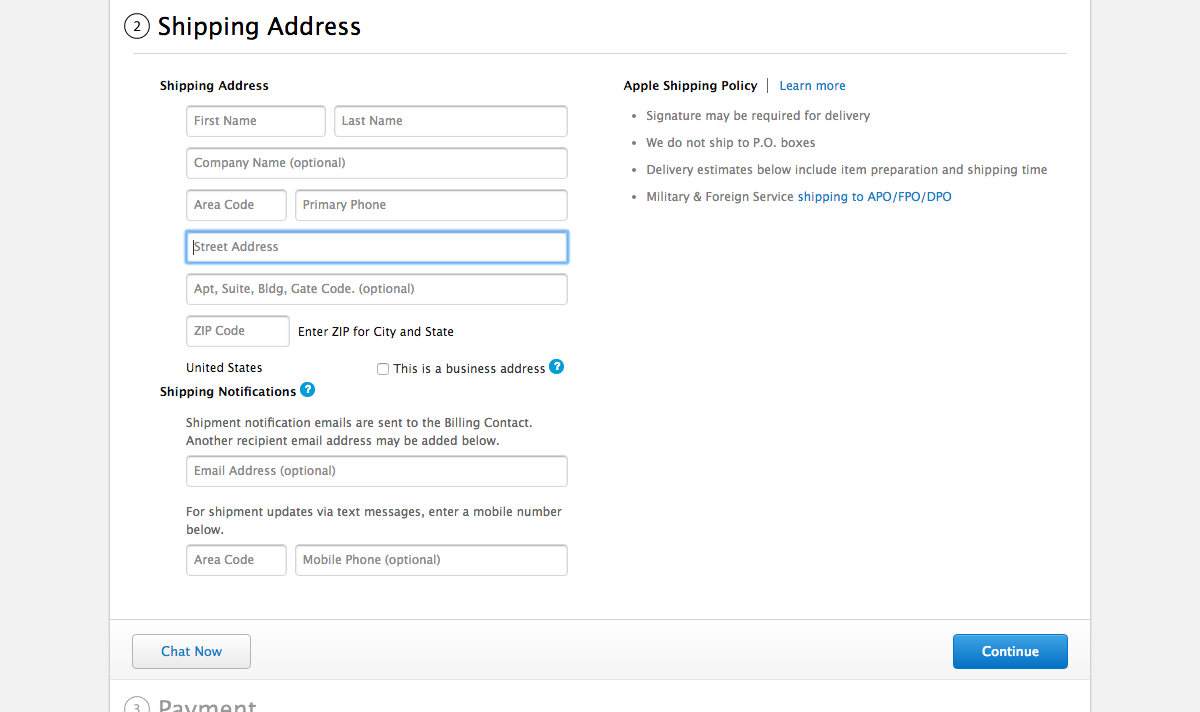 2 Shipping Address
Shipping Address
First Name Last Name
Company Name (optional)
Area Code Primary Phone
Street Address
Apt, Suite, Bldg, Gate Code. (optional)
ZIP Code Enter ZIP for City and State
United States This is a business address ?
Shipping Notifications ?
Shipment notification emails are sent to the Billing Contact.
Another recipient email address may be added below.
Email Address (optional)
For shipment updates via text messages, enter a mobile number
below.
Area Code Mobile Phone (optional)
Apple Shipping Policy Learn more
• Signature may be required for delivery
• We do not ship to P.O. boxes
• Delivery estimates below include item preparation and shipping time
• Military & Foreign Service shipping to APO/FPO/DPO
Chat Now Continue
3 Payment